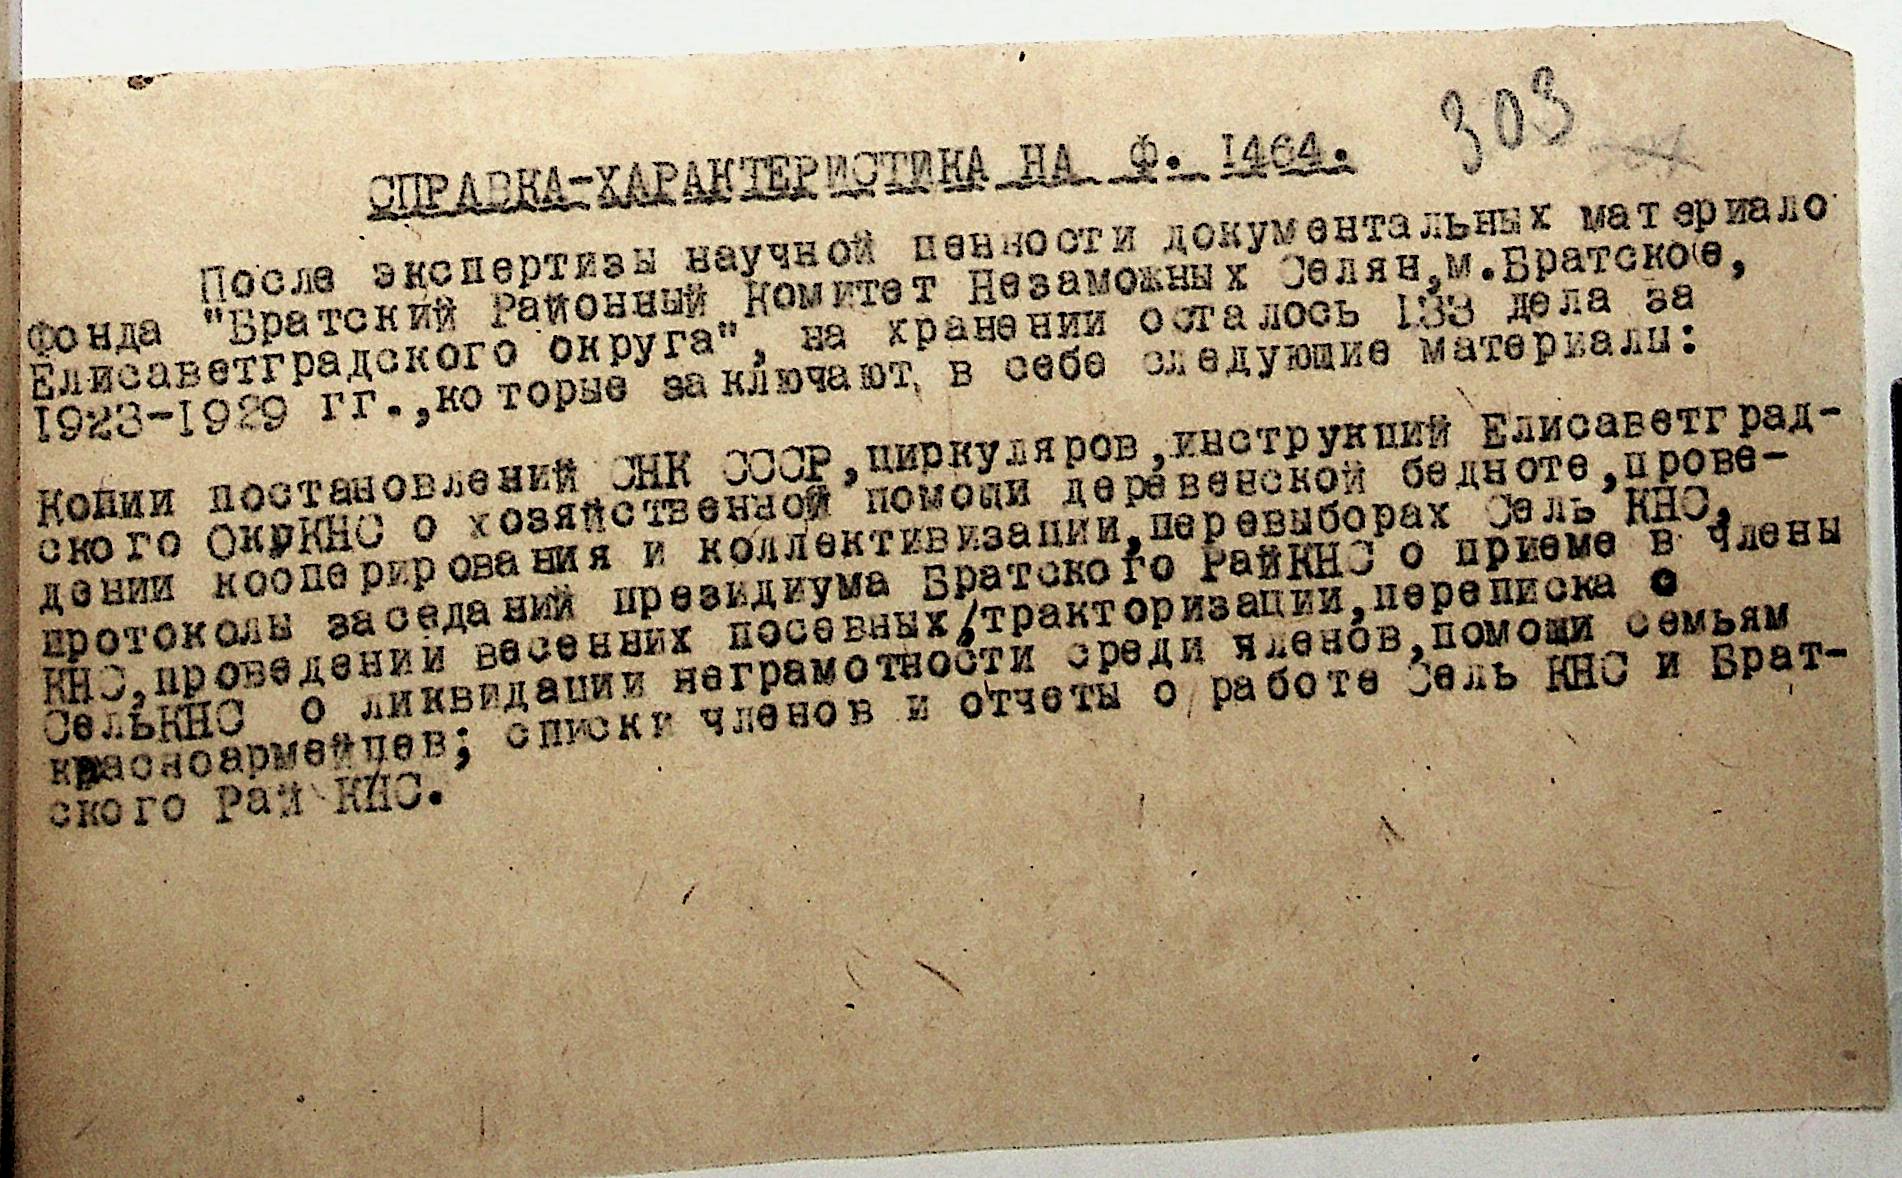 303
СПРАВКА-ХАРАКТЕРИСТИКА НА Ф. I464.
После экспертизы научной ценности документальных материало
фонда "Братский Районный Комитет Незаможных Селян,м.Братское,
Елисаветградского округа", на хранении осталось 133 дела за
I923-I929 гг.,которые заключают в себе следующие материалы:
Копии постановлений СНК СССР,циркуляров,инструкций Елисаветград-
ского ОкрКНС о хозяйственной помощи деревенской бедноте,прове-
дении кооперирования и коллективизации,перевыборах Сель КНС,
протоколы заседаний президиума Братского РайКНС о приеме в члены
КНС,проведений весенних посевных,тракторизации,переписка с
СельКНС о ликвидации неграмотности среди членов,помощи семьям
красноармейцев; списки членов и отчеты о работе Сель КНС и Брат-
ского Рай КНС.